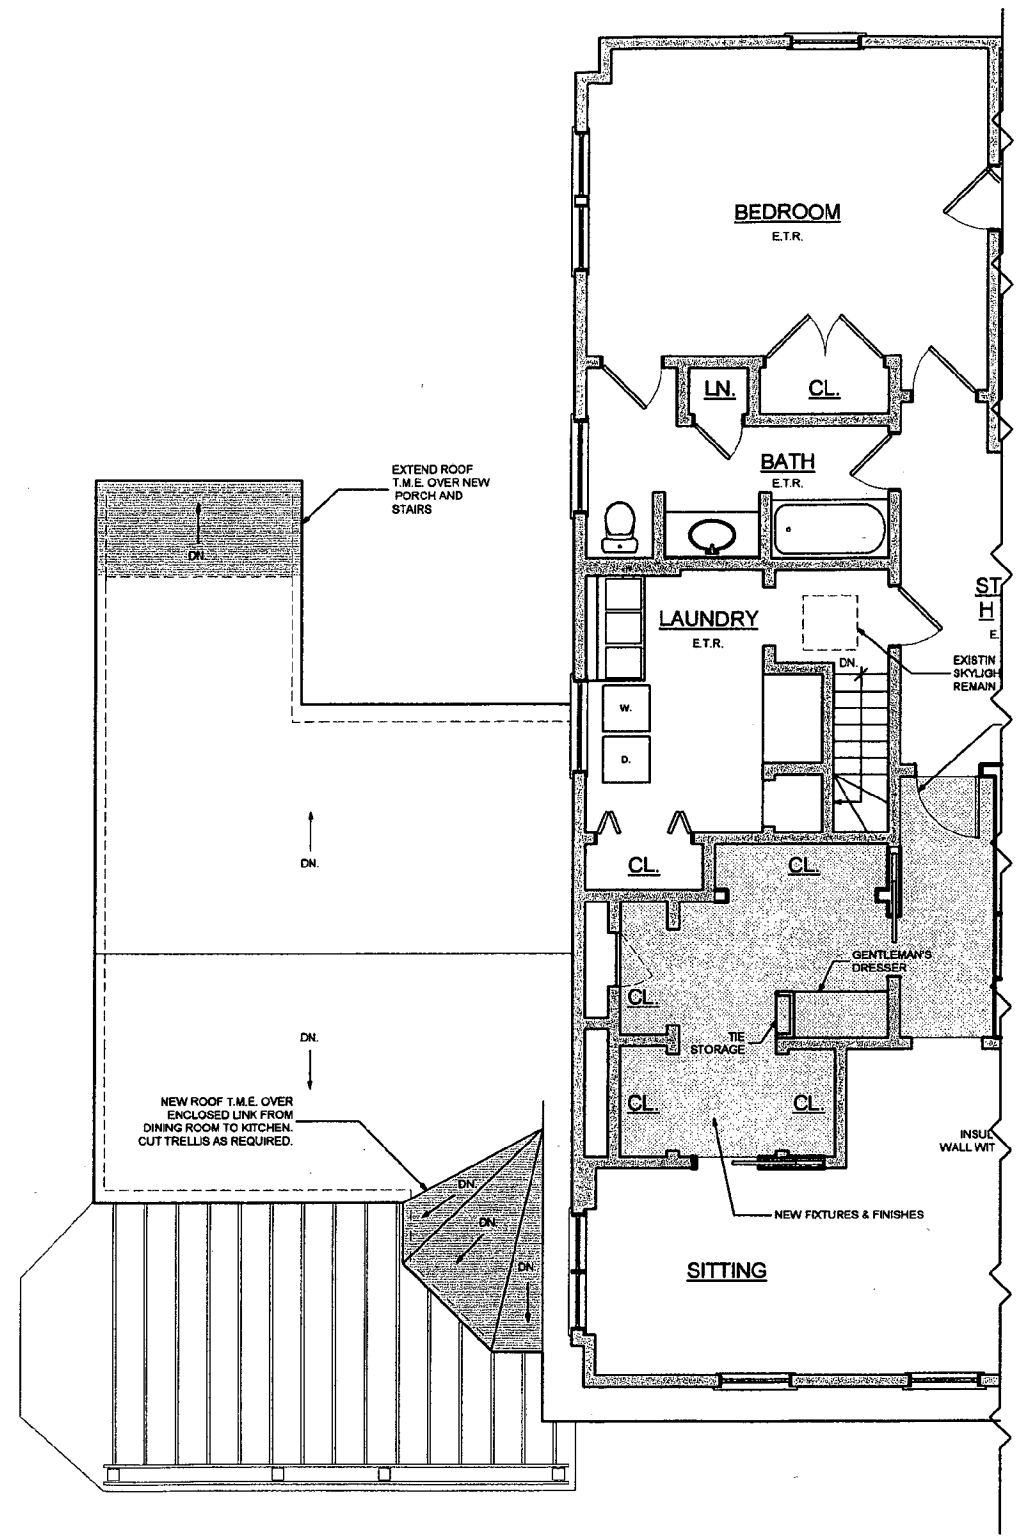 BEDROOM
E.T.R.
LN.
CL.
BATH
E.T.R.
EXTEND ROOF
T.M.E. OVER NEW
PORCH AND
STAIRS
DN.
ST
H
E.
LAUNDRY
E.T.R.
DN.
EXISTIN
SKYLIGH
REMAIN
W.
D.
DN.
CL.
CL.
GENTLEMAN'S
DRESSER
CL.
TIE
STORAGE
DN.
NEW ROOF T.M.E. OVER
ENCLOSED LINK FROM
DINING ROOM TO KITCHEN.
CUT TRELLIS AS REQUIRED.
CL.
CL.
INSUL
WALL WIT
DN.
DN.
DN.
NEW FIXTURES & FINISHES
SITTING